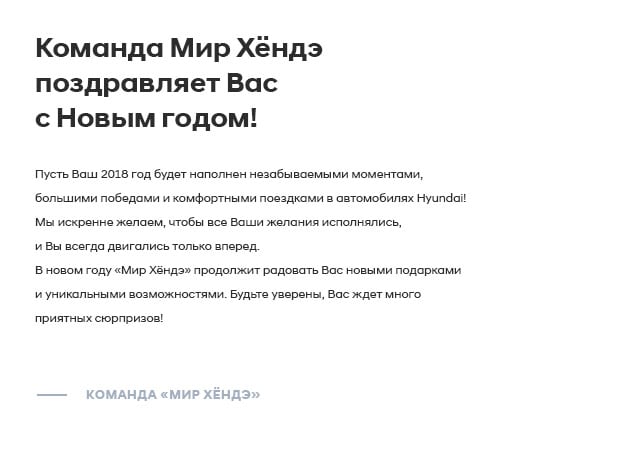 Команда Мир Хёндэ
поздравляет Вас
с Новым годом!
Пусть Ваш 2018 год будет наполнен незабываемыми моментами,
большими победами и комфортными поездками в автомобилях Hyundai!
Мы искренне желаем, чтобы все Ваши желания исполнялись,
и Вы всегда двигались только вперед.
В новом году «Мир Хёндэ» продолжит радовать Вас новыми подарками
и уникальными возможностями. Будьте уверены, Вас ждет много
приятных сюрпризов!
КОМАНДА «МИР ХЁНДЭ»